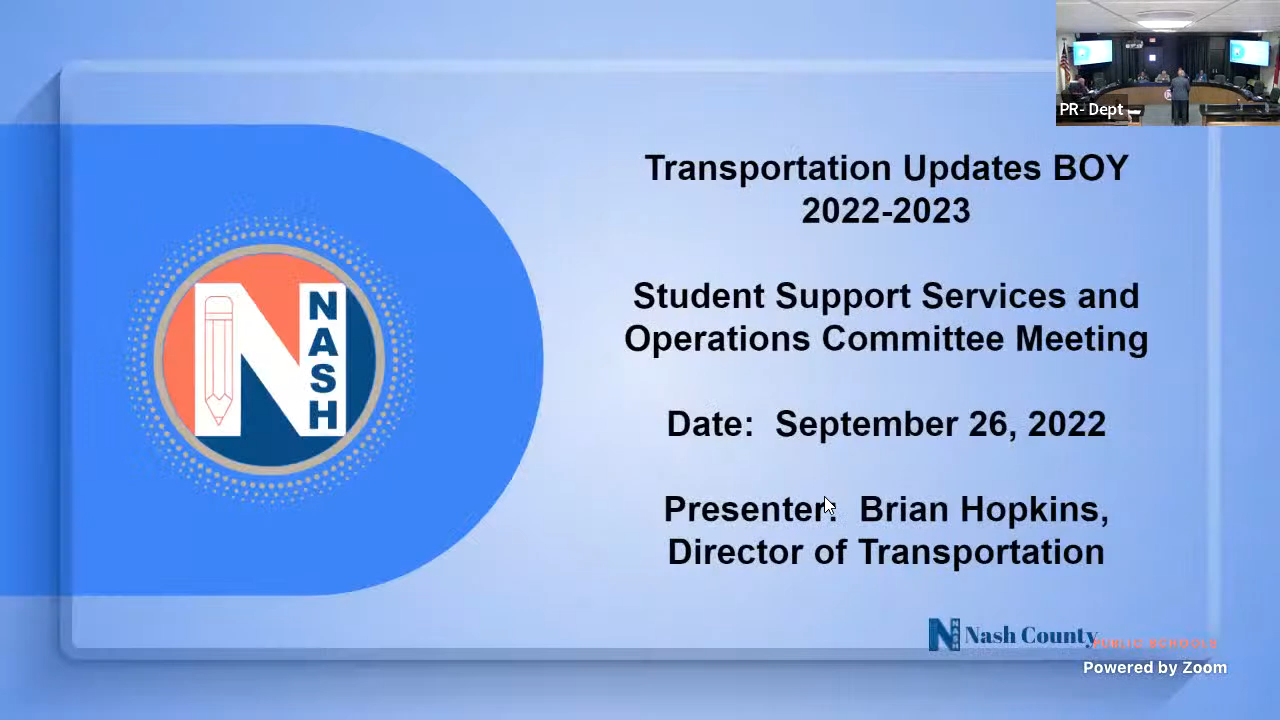 PR- Dept
Transportation Updates BOY
2022-2023
Student Support Services and
Operations Committee Meeting
Date: September 26, 2022
Presenter: Brian Hopkins,
Director of Transportation
N
NASH
N NASH Nash County
PUBLIC SCHOOLS
Powered by Zoom